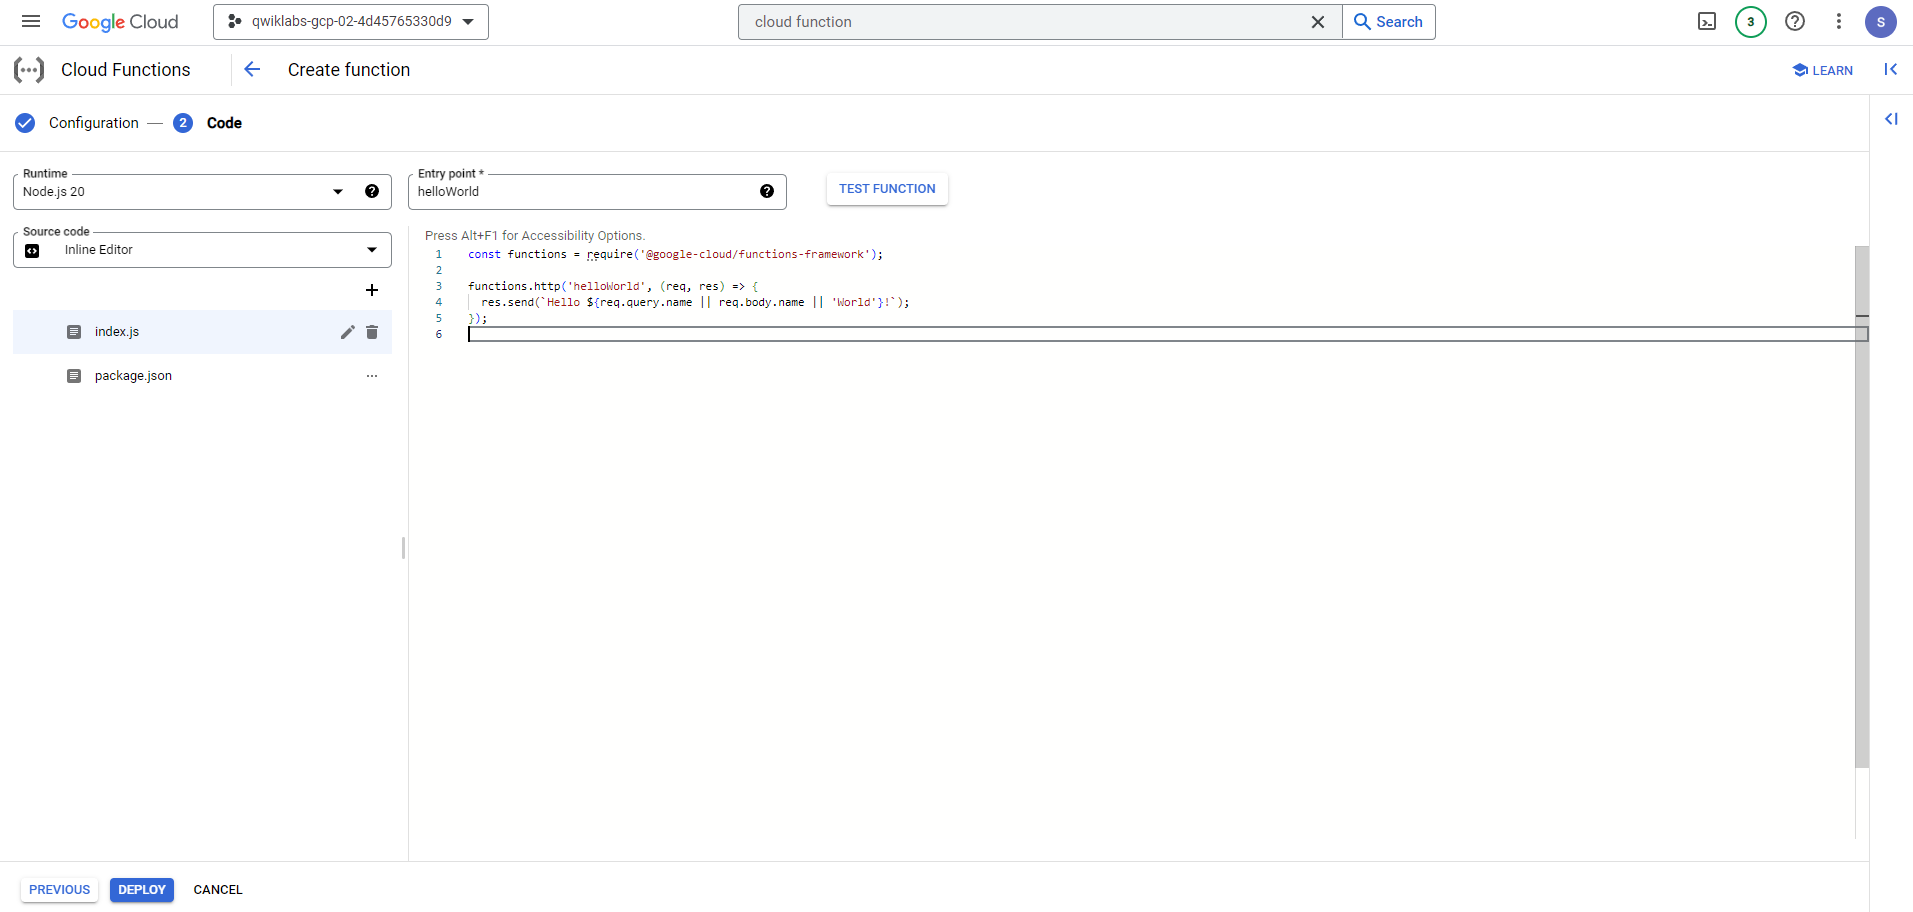 Google Cloud
qwiklabs-gcp-02-4d45765330d9
cloud function
Search
3
S
Cloud Functions
Create function
LEARN
Configuration
2
Code
Runtime
Node.js 20
Entry point *
helloWorld
TEST FUNCTION
Source code
Inline Editor
index.js
package.json
Press Alt+F1 for Accessibility Options.
1 const functions = require('@google-cloud/functions-framework');
2
3 functions.http('helloWorld', (req, res) => {
4 res.send(`Hello ${req.query.name || req.body.name || 'World'}!`);
5 });
6
PREVIOUS
DEPLOY
CANCEL